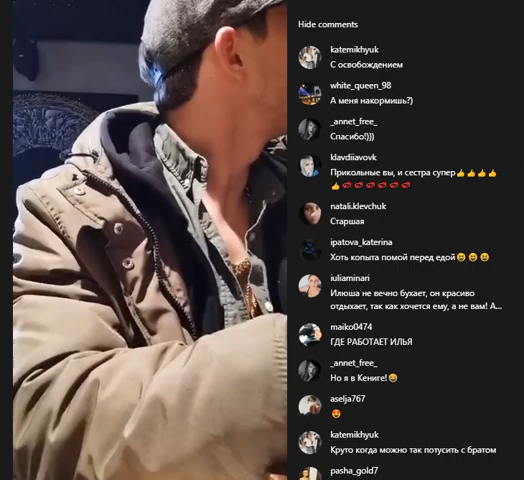 Hide comments
katemikhyuk
С освобождением
white_queen_98
А меня накормишь?)
_annet_free_
Спасибо!)))
klavdiiavovk
Прикольные вы, и сестра супер👍👍👍👍
👍💋💋💋💋💋💋
natali.klevchuk
Старшая
ipatova_katerina
Хоть копыта помой перед едой😄😄😄
iuliaminari
Илюша не вечно бухает, он красиво
отдыхает, так как хочется ему, а не вам! А...
maiko0474
ГДЕ РАБОТАЕТ ИЛЬЯ
_annet_free_
Но я в Кениге!😂
aselja767
😍
katemikhyuk
Круто когда можно так потусить с братом
pasha_gold7